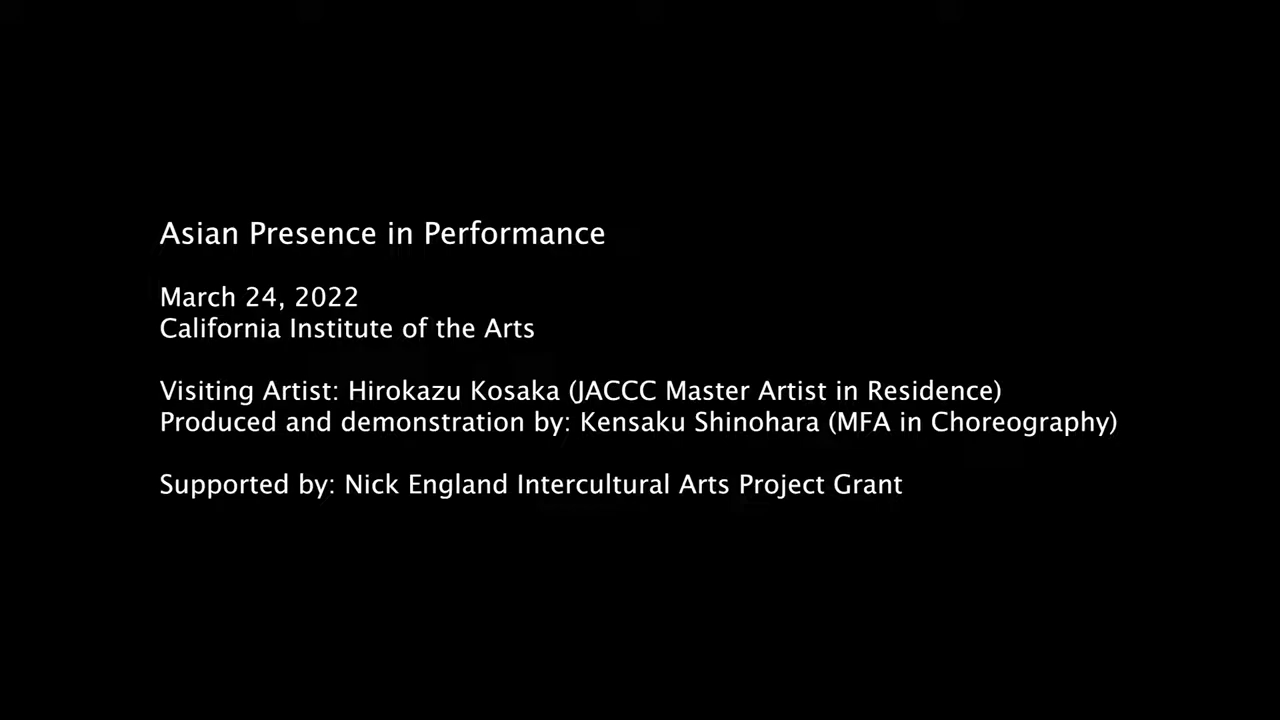 Asian Presence in Performance
March 24, 2022
California Institute of the Arts
Visiting Artist: Hirokazu Kosaka (JACCC Master Artist in Residence)
Produced and demonstration by: Kensaku Shinohara (MFA in Choreography)
Supported by: Nick England Intercultural Arts Project Grant